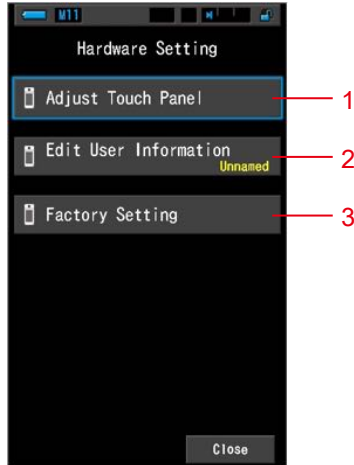 M11
Hardware Setting
Adjust Touch Panel
1
Edit User Information
Unnamed
2
Factory Setting
3
Close